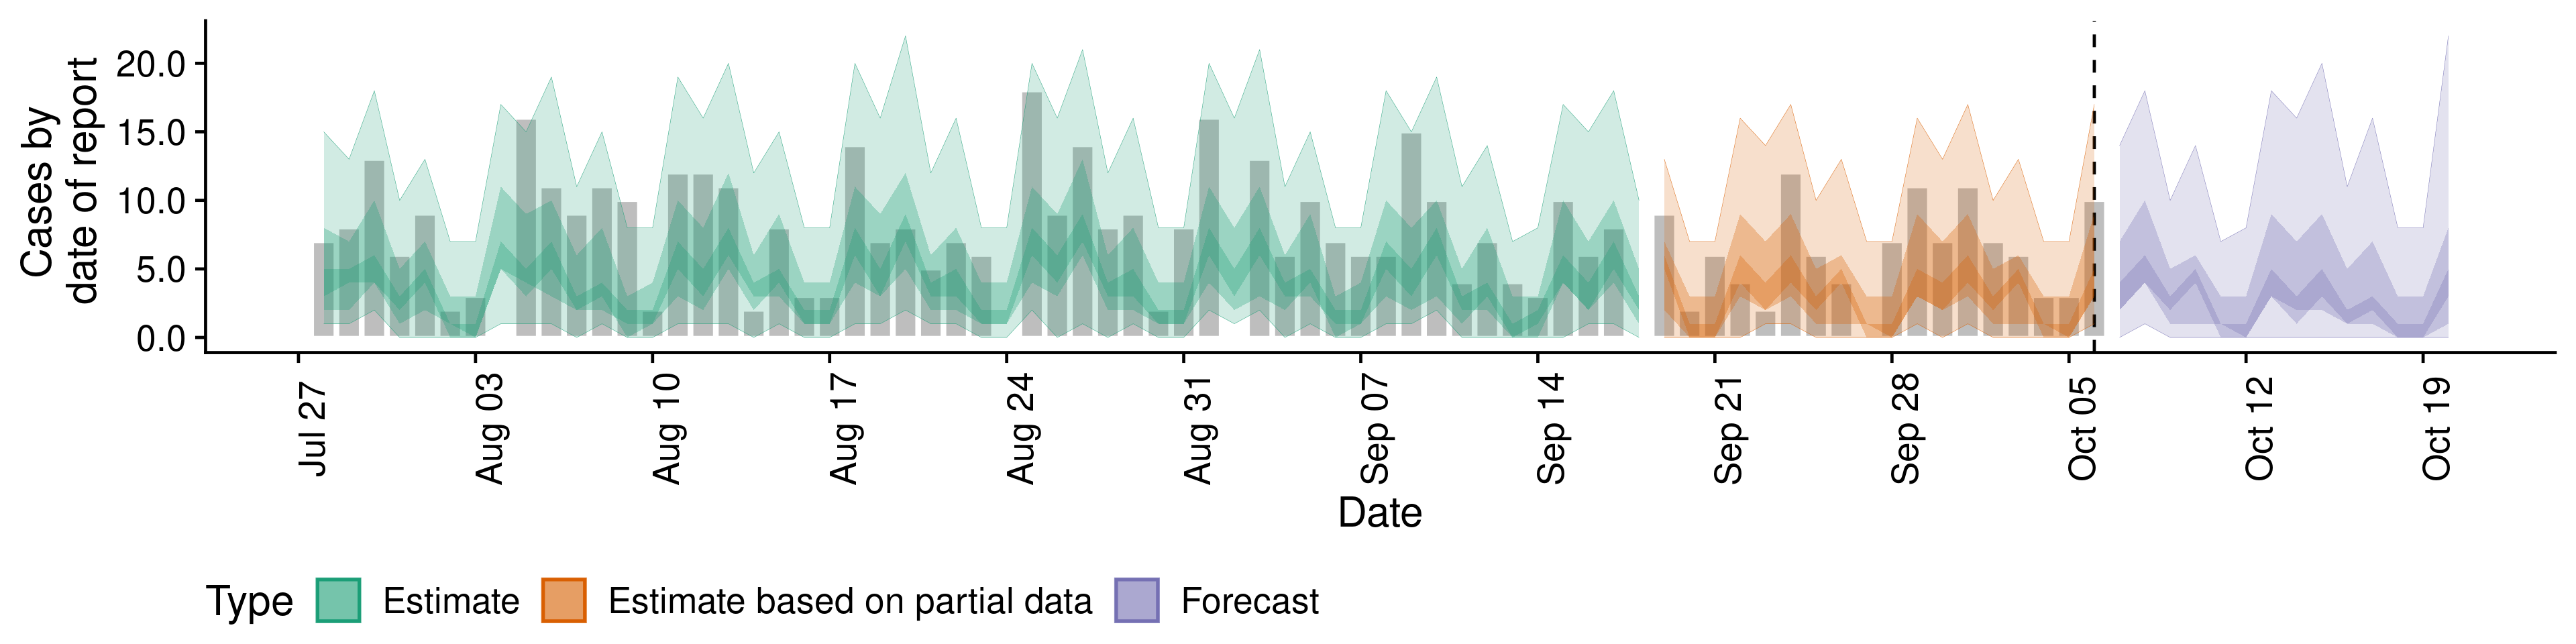 Cases by
date of report
20.0
15.0
10.0
5.0
0.0
Jul 27
Aug 03
Aug 10
Aug 17
Aug 24
Aug 31
Sep 07
Sep 14
Sep 21
Sep 28
Oct 05
Oct 12
Oct 19
Date
Type Estimate Estimate based on partial data Forecast